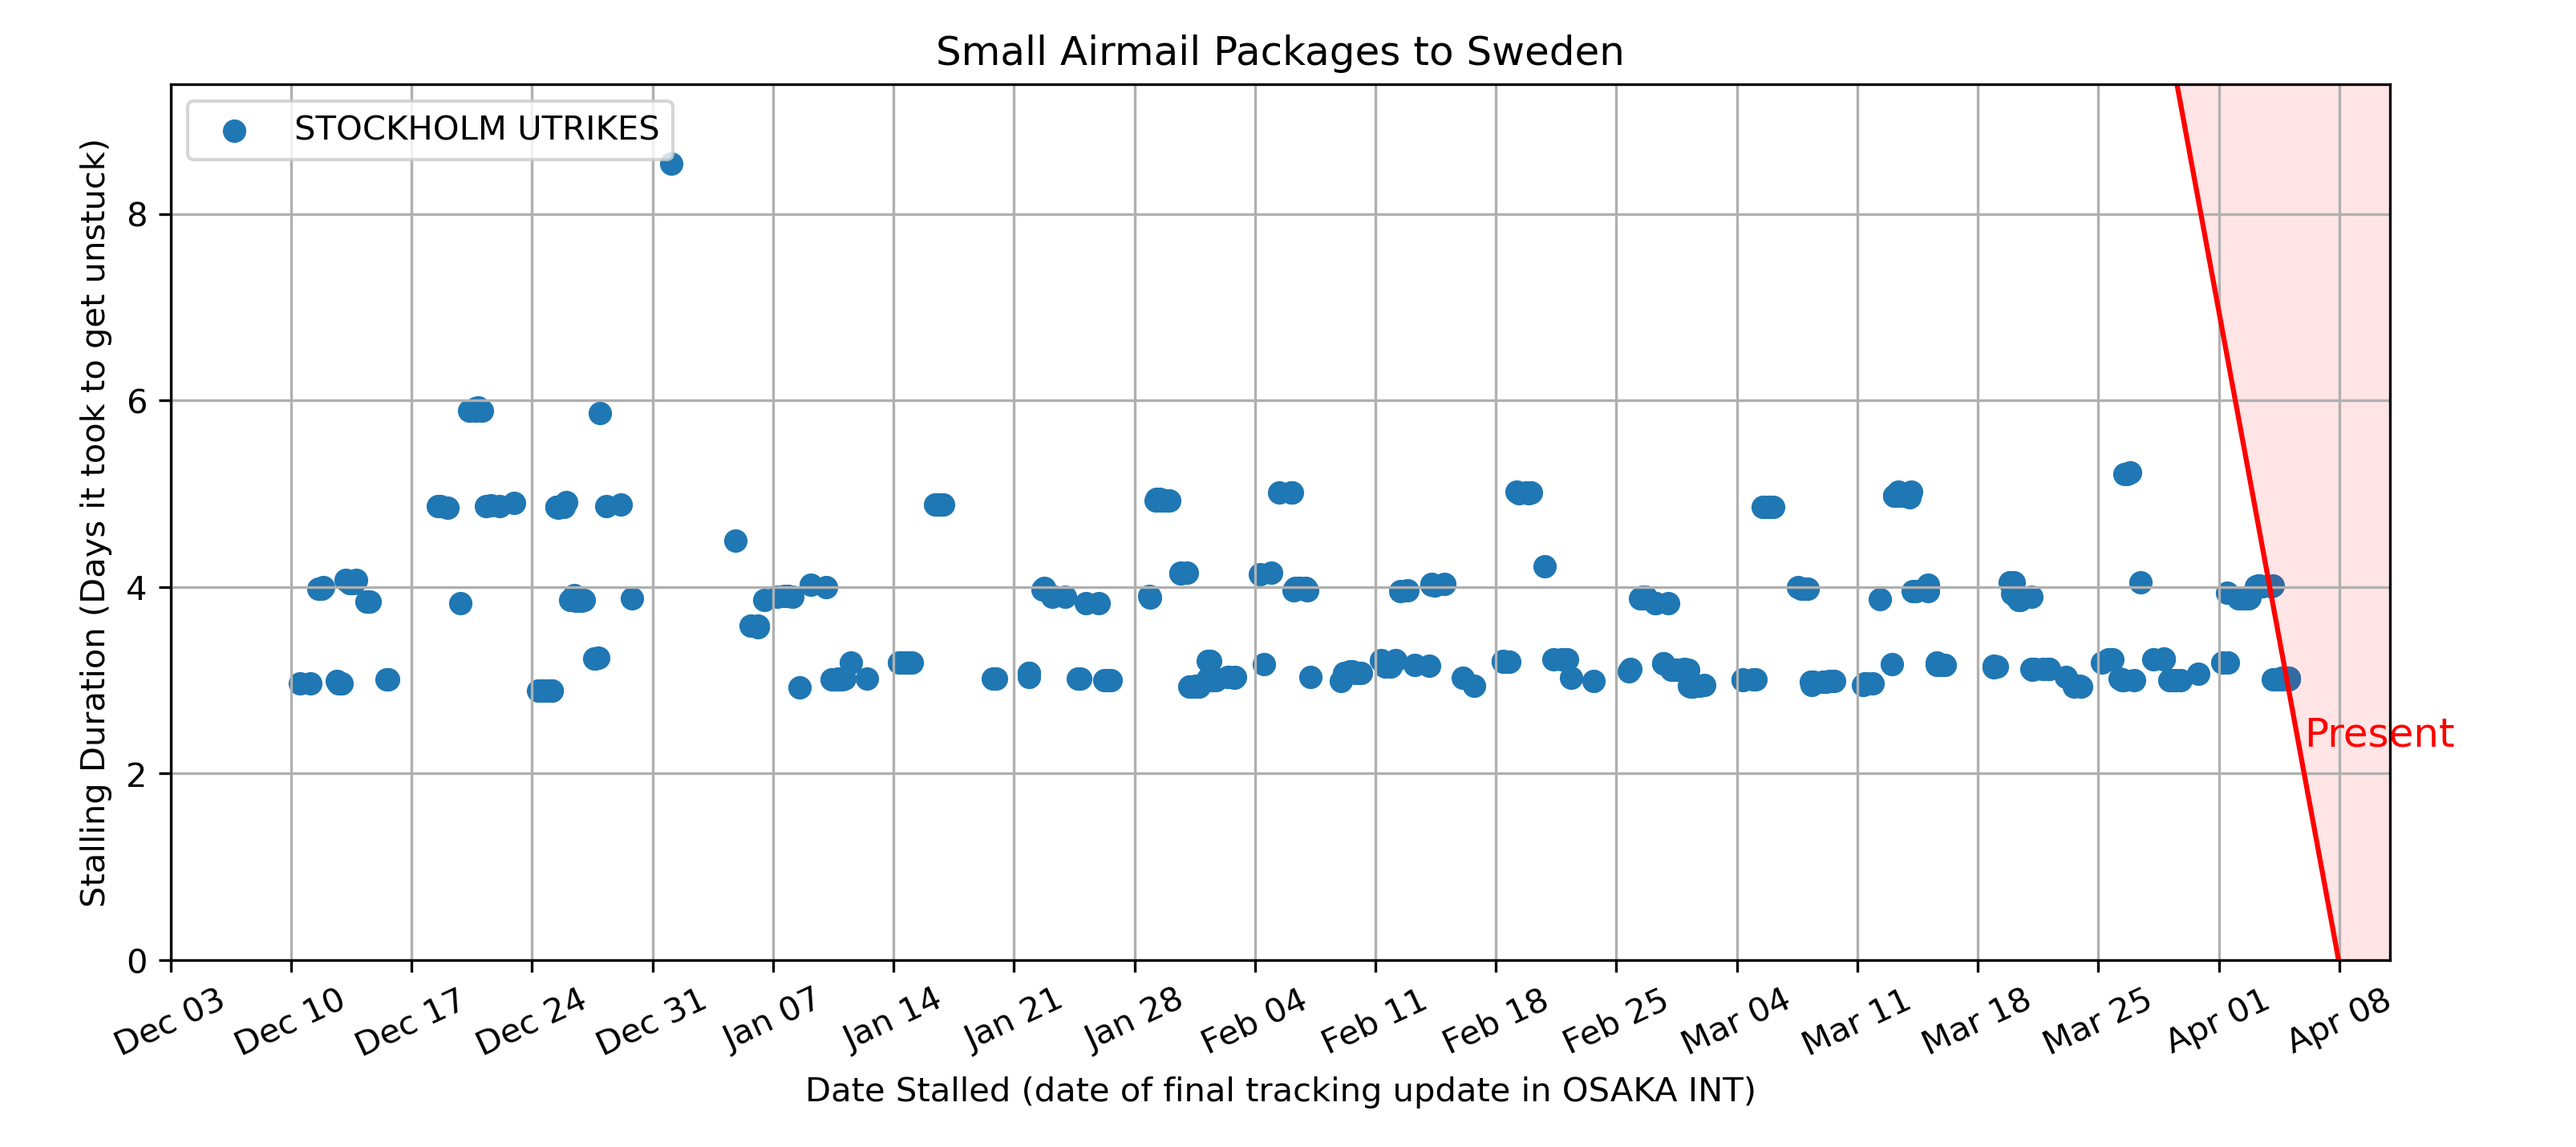 Small Airmail Packages to Sweden
STOCKHOLM UTRIKES
Stalling Duration (Days it took to get unstuck)
8
6
4
2
0
Present
Dec 03
Dec 10
Dec 17
Dec 24
Dec 31
Jan 07
Jan 14
Jan 21
Jan 28
Feb 04
Feb 11
Feb 18
Feb 25
Mar 04
Mar 11
Mar 18
Mar 25
Apr 01
Apr 08
Date Stalled (date of final tracking update in OSAKA INT)